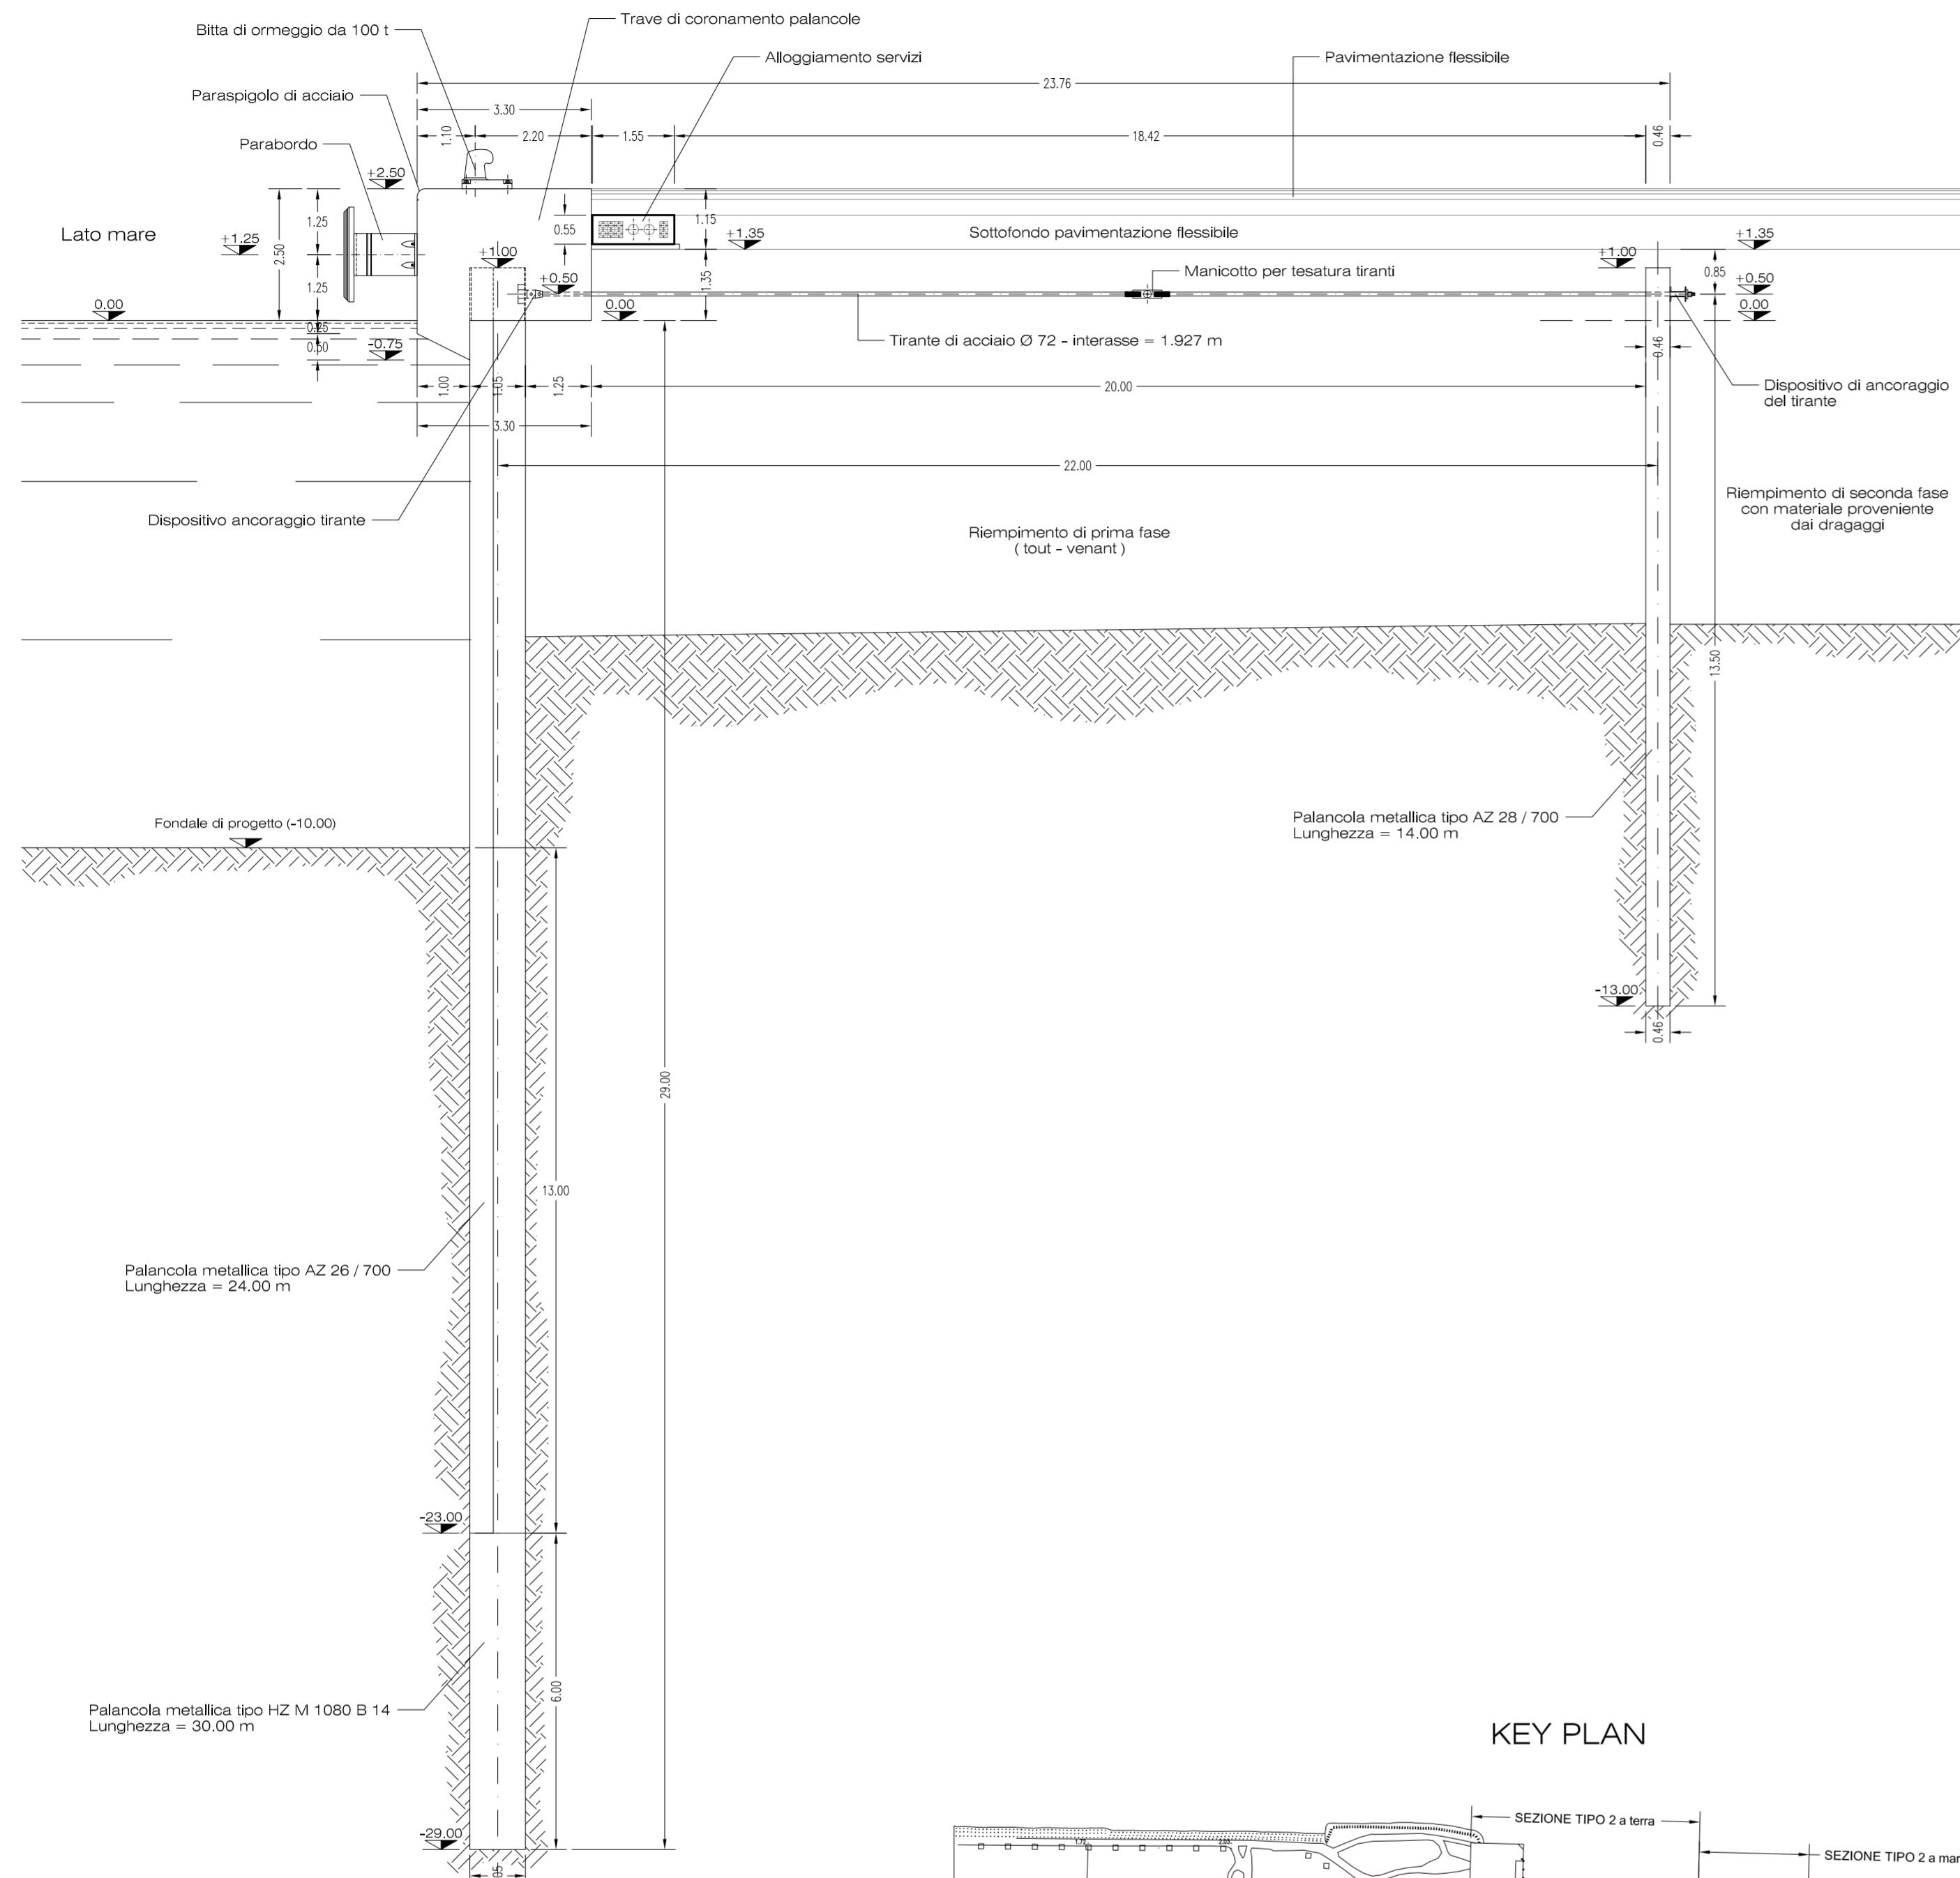 Trave di coronamento palancole
Bitta di ormeggio da 100 t
Alloggiamento servizi
Pavimentazione flessibile
23.76
Paraspigolo di acciaio
3.30
1.10
2.20
1.55
18.42
0.46
Parabordo
+2.50
1.25
2.50
1.15
0.55
Lato mare
+1.25
+1.35
Sottofondo pavimentazione flessibile
+1.00
+1.35
+1.00
0.85
1.25
+0.50
1.35
Manicotto per tesatura tiranti
+0.50
0.00
0.00
0.00
0.25
0.50
-0.75
Tirante di acciaio Ø 72 - interasse = 1.927 m
0.46
1.00
1.05
1.25
20.00
Dispositivo di ancoraggio
del tirante
3.30
22.00
Dispositivo ancoraggio tirante
Riempimento di prima fase
( tout - venant )
Riempimento di seconda fase
con materiale proveniente
dai dragaggi
13.50
Fondale di progetto (-10.00)
Palancola metallica tipo AZ 28 / 700
Lunghezza = 14.00 m
-13.00
0.46
29.00
13.00
Palancola metallica tipo AZ 26 / 700
Lunghezza = 24.00 m
-23.00
6.00
Palancola metallica tipo HZ M 1080 B 14
Lunghezza = 30.00 m
KEY PLAN
-29.00
SEZIONE TIPO 2 a terra
SEZIONE TIPO 2 a mar